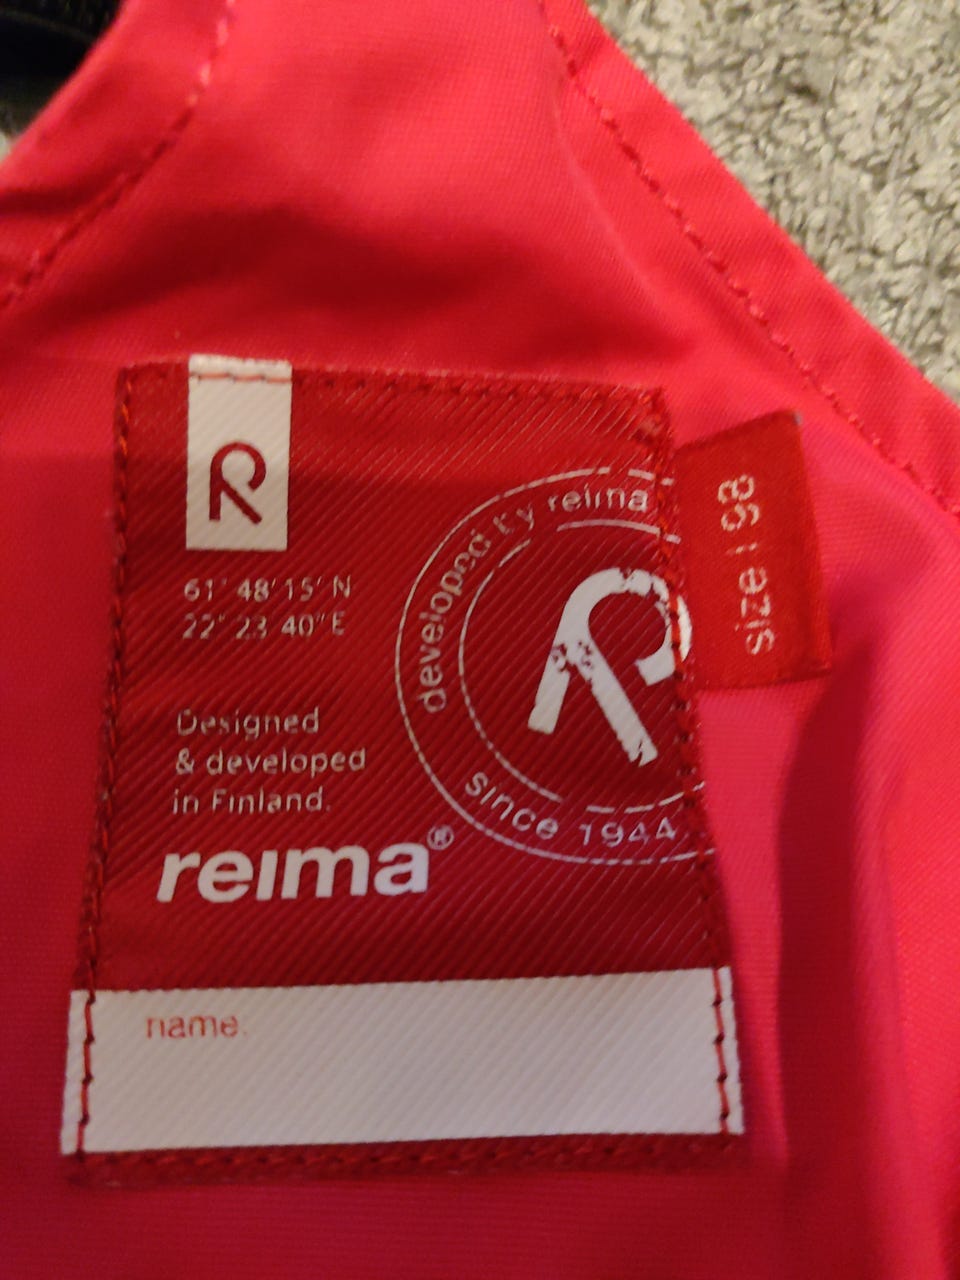 61° 48' 15" N
22° 23' 40" E
Designed
& developed
in Finland.
reima®
developed by reima
since 1944
size | 98
name: